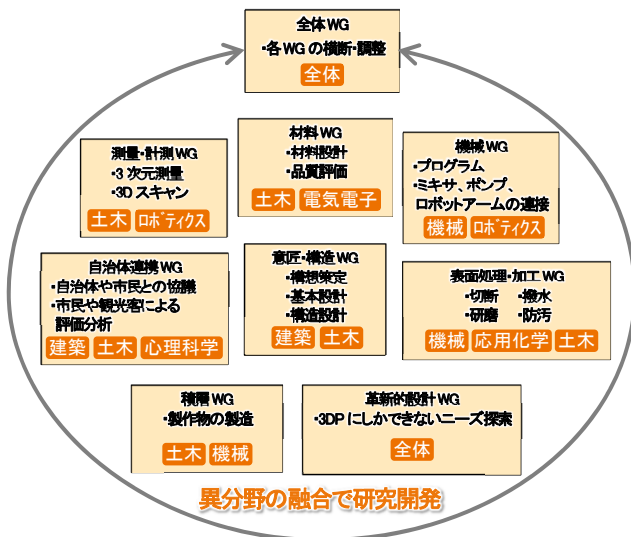 全体WG
・各WGの横断・調整
全体
測量・計測WG
・3次元測量
・3Dスキャン
土木 ロボティクス
材料WG
・材料設計
・品質評価
土木 電気電子
機械WG
・プログラム
・ミキサ、ポンプ、
ロボットアームの連接
機械 ロボティクス
自治体連携WG
・自治体や市民との協議
・市民や観光客による
評価分析
建築 土木 心理科学
意匠・構造WG
・構想策定
・基本設計
・構造設計
建築 土木
表面処理・加工WG
・切断 ・撥水
・研磨 ・防汚
機械 応用化学 土木
積層WG
・製作物の製造
土木 機械
革新的設計WG
・3DPにしかできないニーズ探索
全体
異分野の融合で研究開発